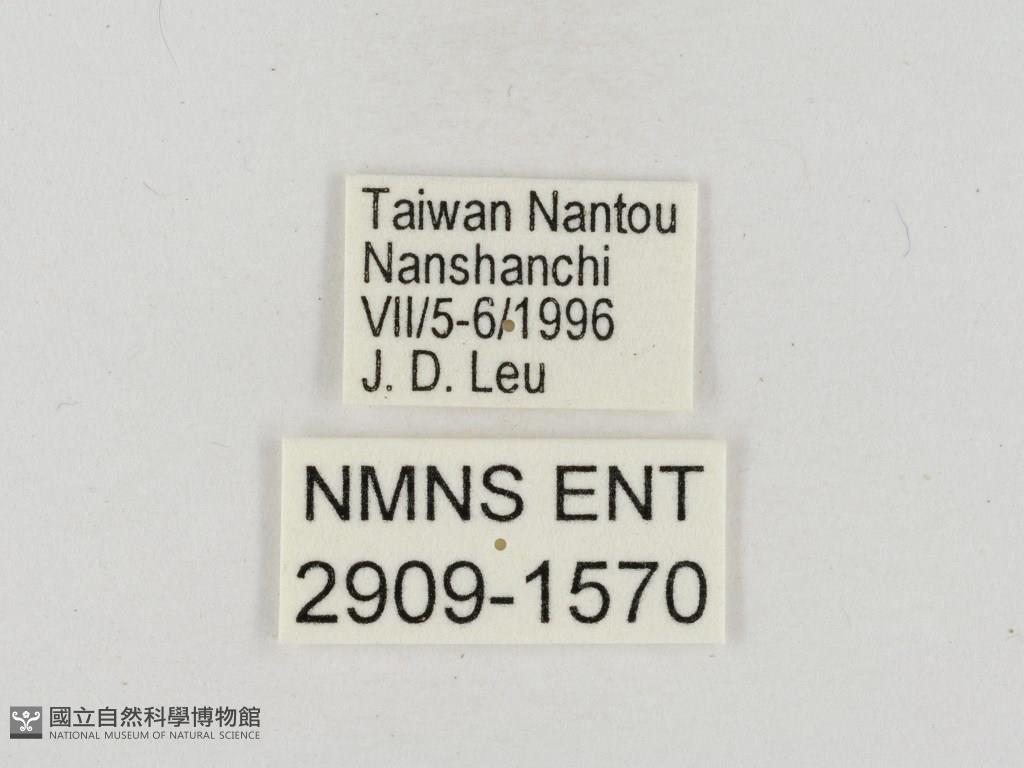 Taiwan Nantou
Nanshanchi
VII/5-6/1996
J. D. Leu
NMNS ENT
2909-1570
國立自然科學博物館
NATIONAL MUSEUM OF NATURAL SCIENCE